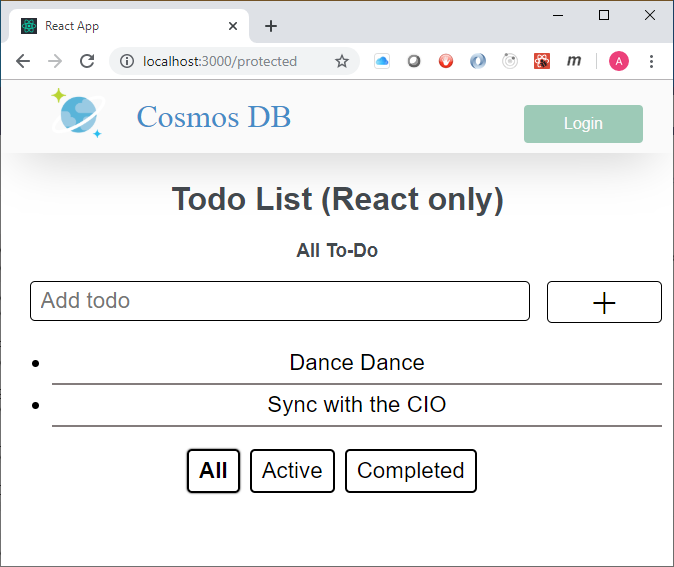 React App
localhost:3000/protected
m
A
Cosmos DB
Login
Todo List (React only)
All To-Do
Add todo
Dance Dance
Sync with the CIO
All Active Completed